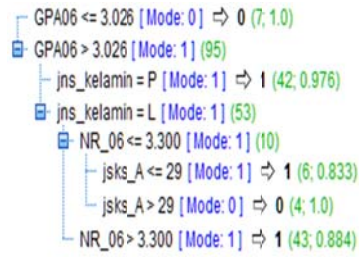 GPA06 <= 3.026 [Mode: 0] ⇨ 0 (7; 1.0)
GPA06 > 3.026 [Mode: 1] (95)
jns_kelamin = P [Mode: 1] ⇨ 1 (42; 0.976)
jns_kelamin = L [Mode: 1] (53)
NR_06 <= 3.300 [Mode: 1] (10)
jsks_A <= 29 [Mode: 1] ⇨ 1 (6; 0.833)
jsks_A > 29 [Mode: 0] ⇨ 0 (4; 1.0)
NR_06 > 3.300 [Mode: 1] ⇨ 1 (43; 0.884)